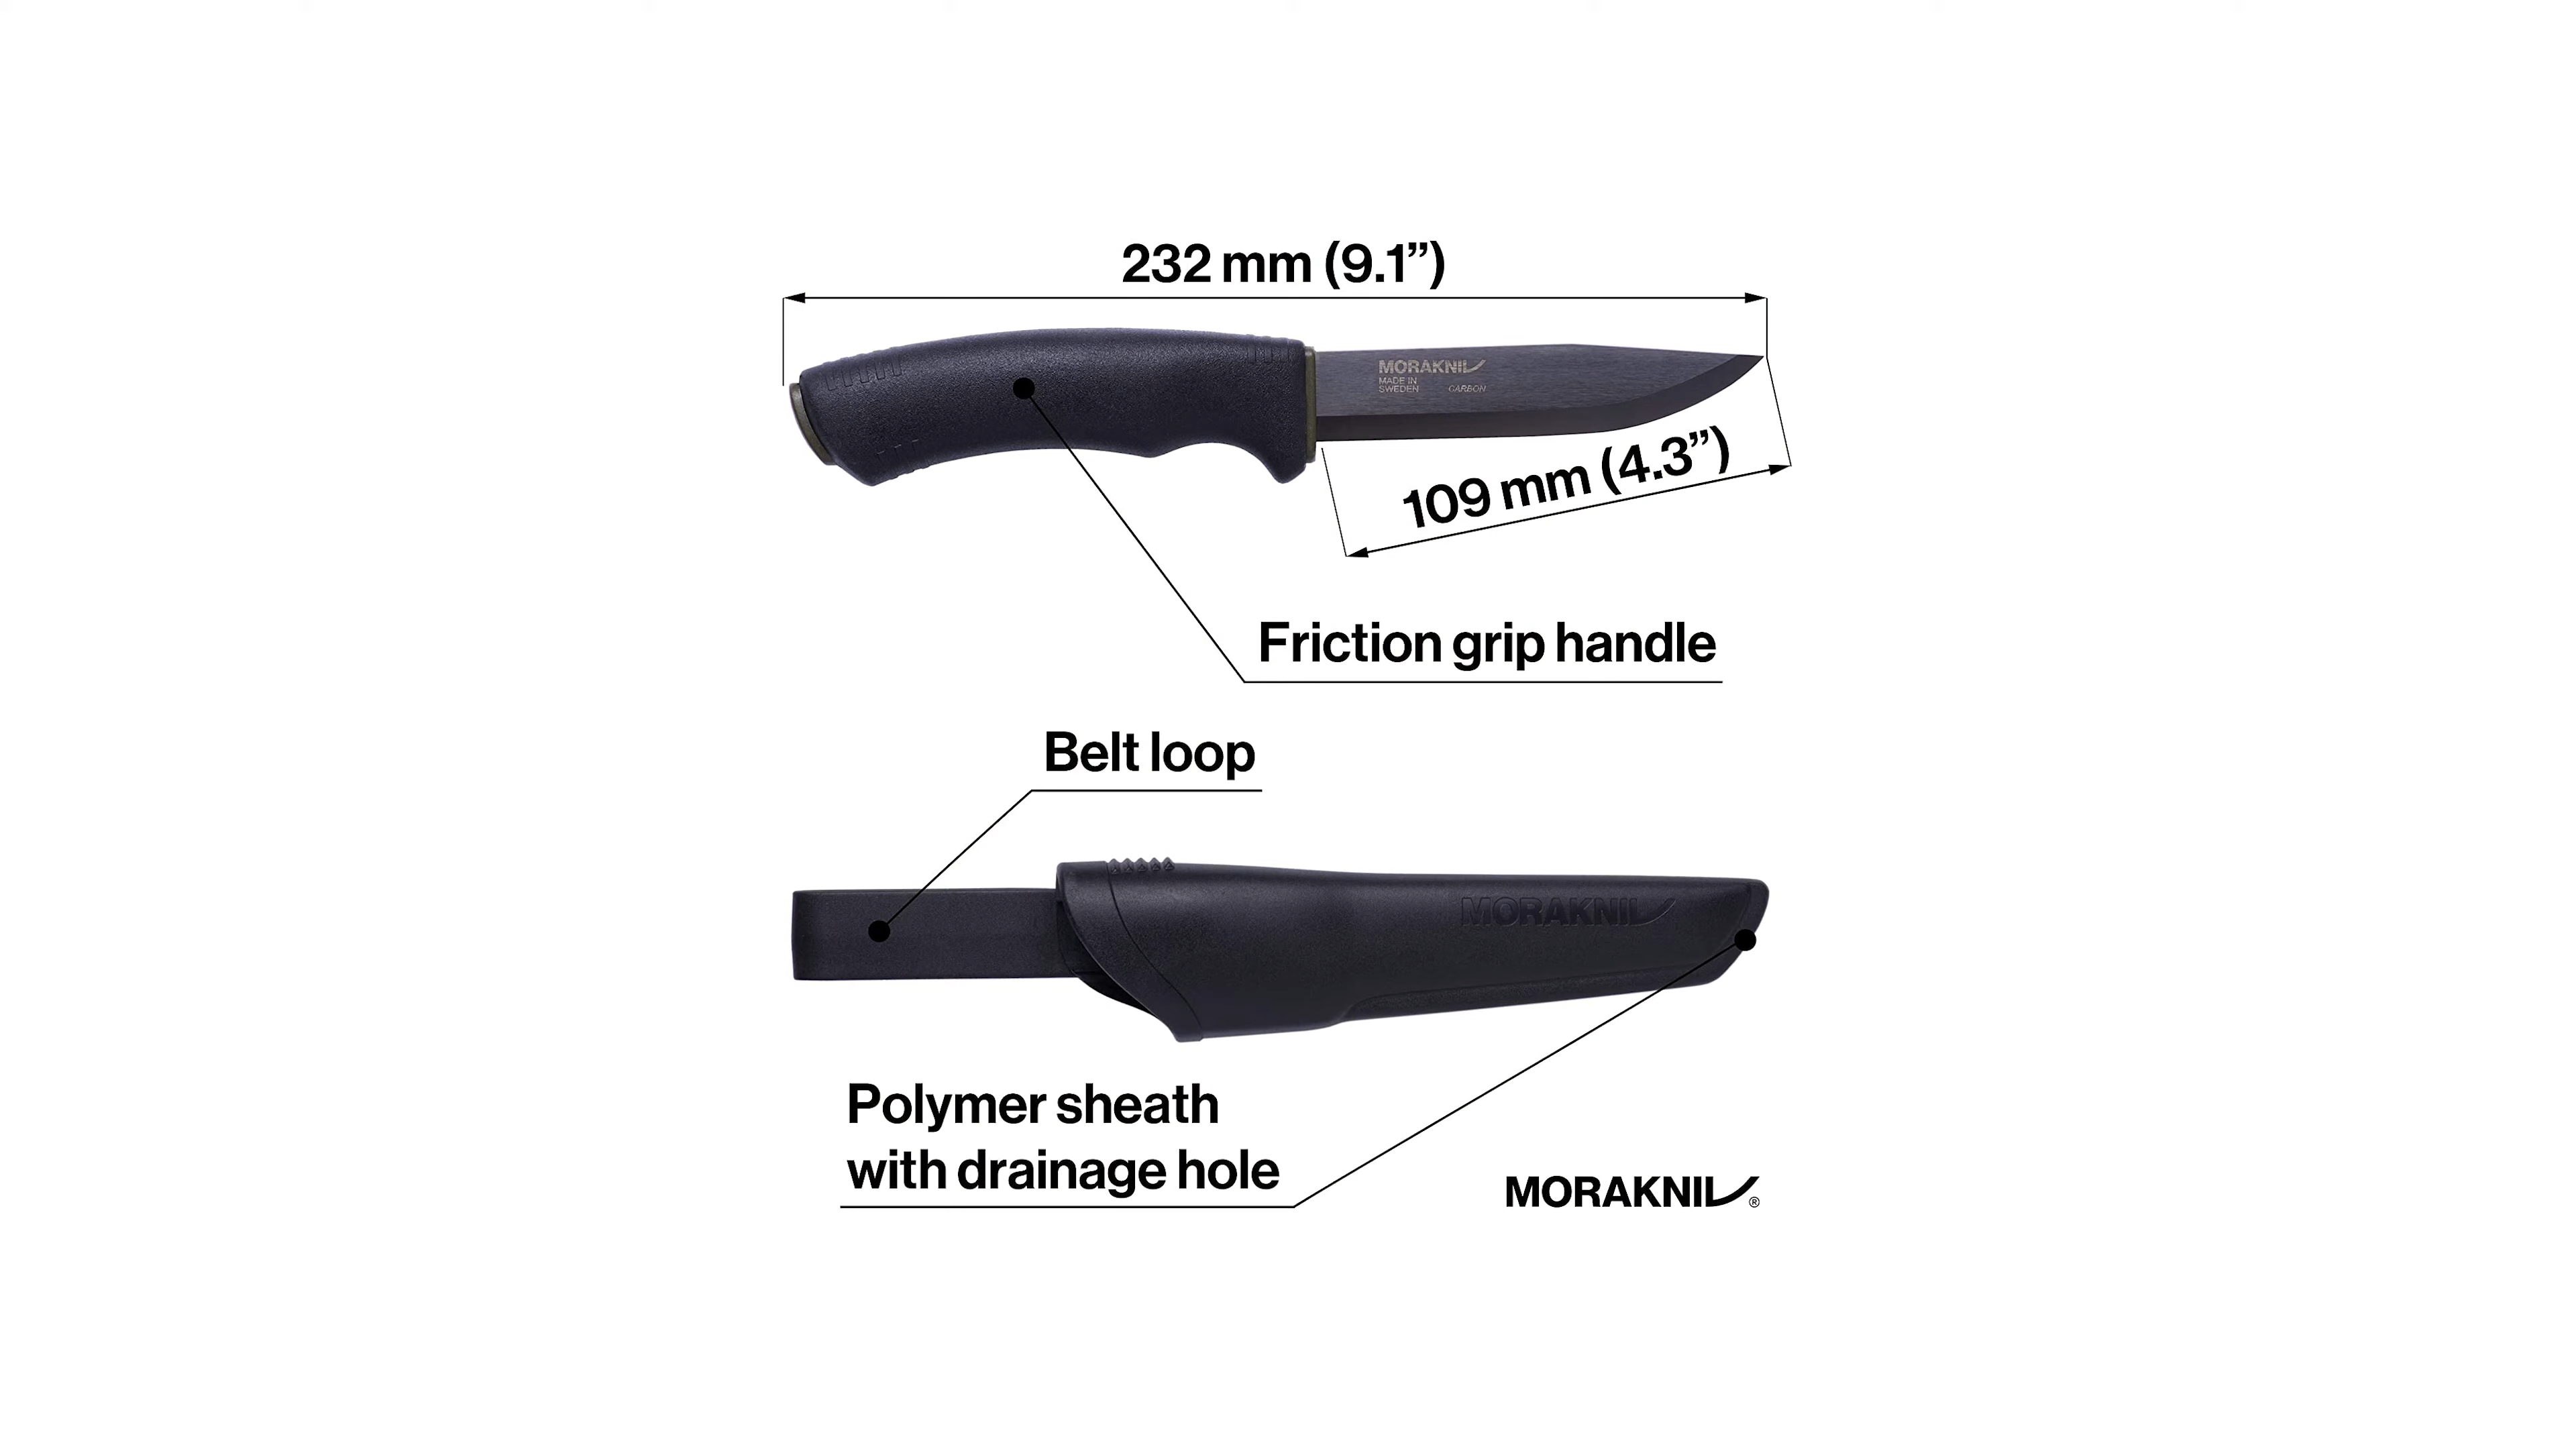 232 mm (9.1”)
MORAKNIV
MADE IN
SWEDEN CARBON
109 mm (4.3”)
Friction grip handle
Belt loop
MORAKNIV
Polymer sheath
with drainage hole
MORAKNIV®